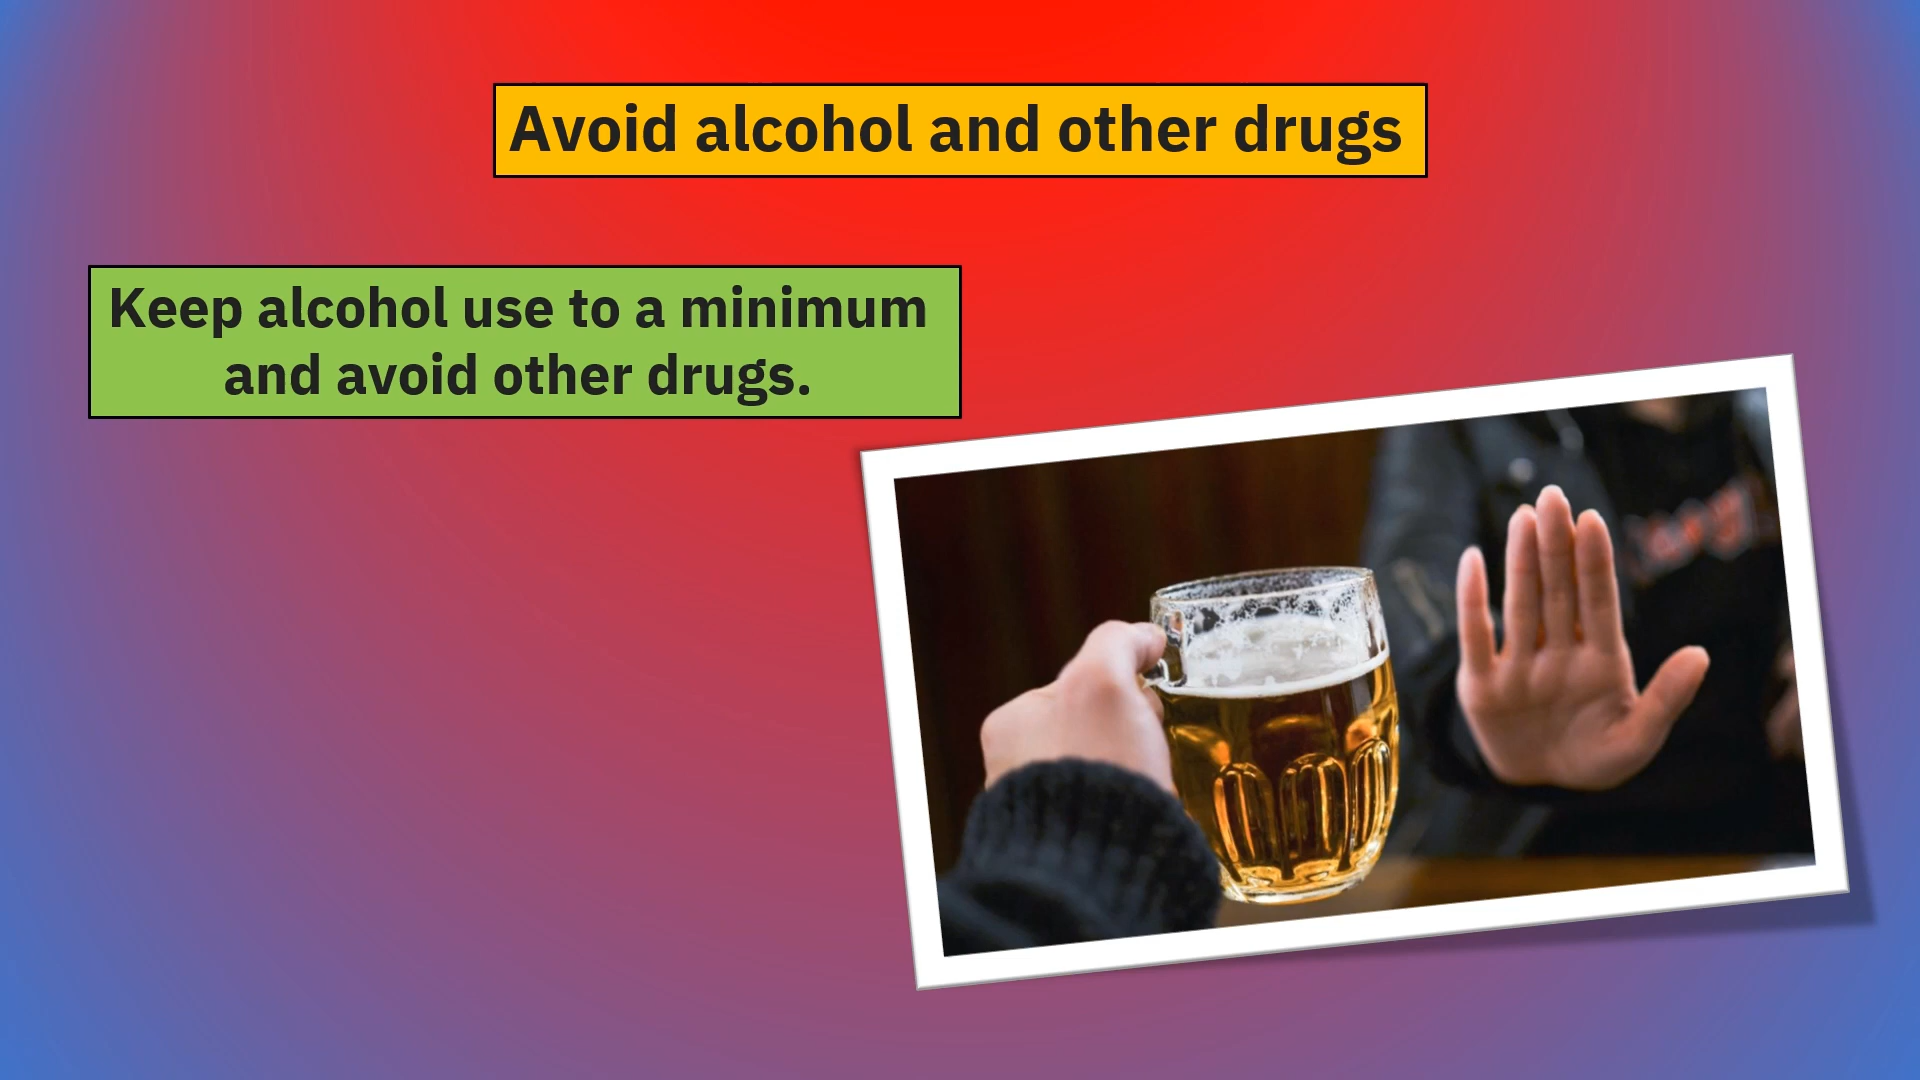 Avoid alcohol and other drugs
Keep alcohol use to a minimum
and avoid other drugs.